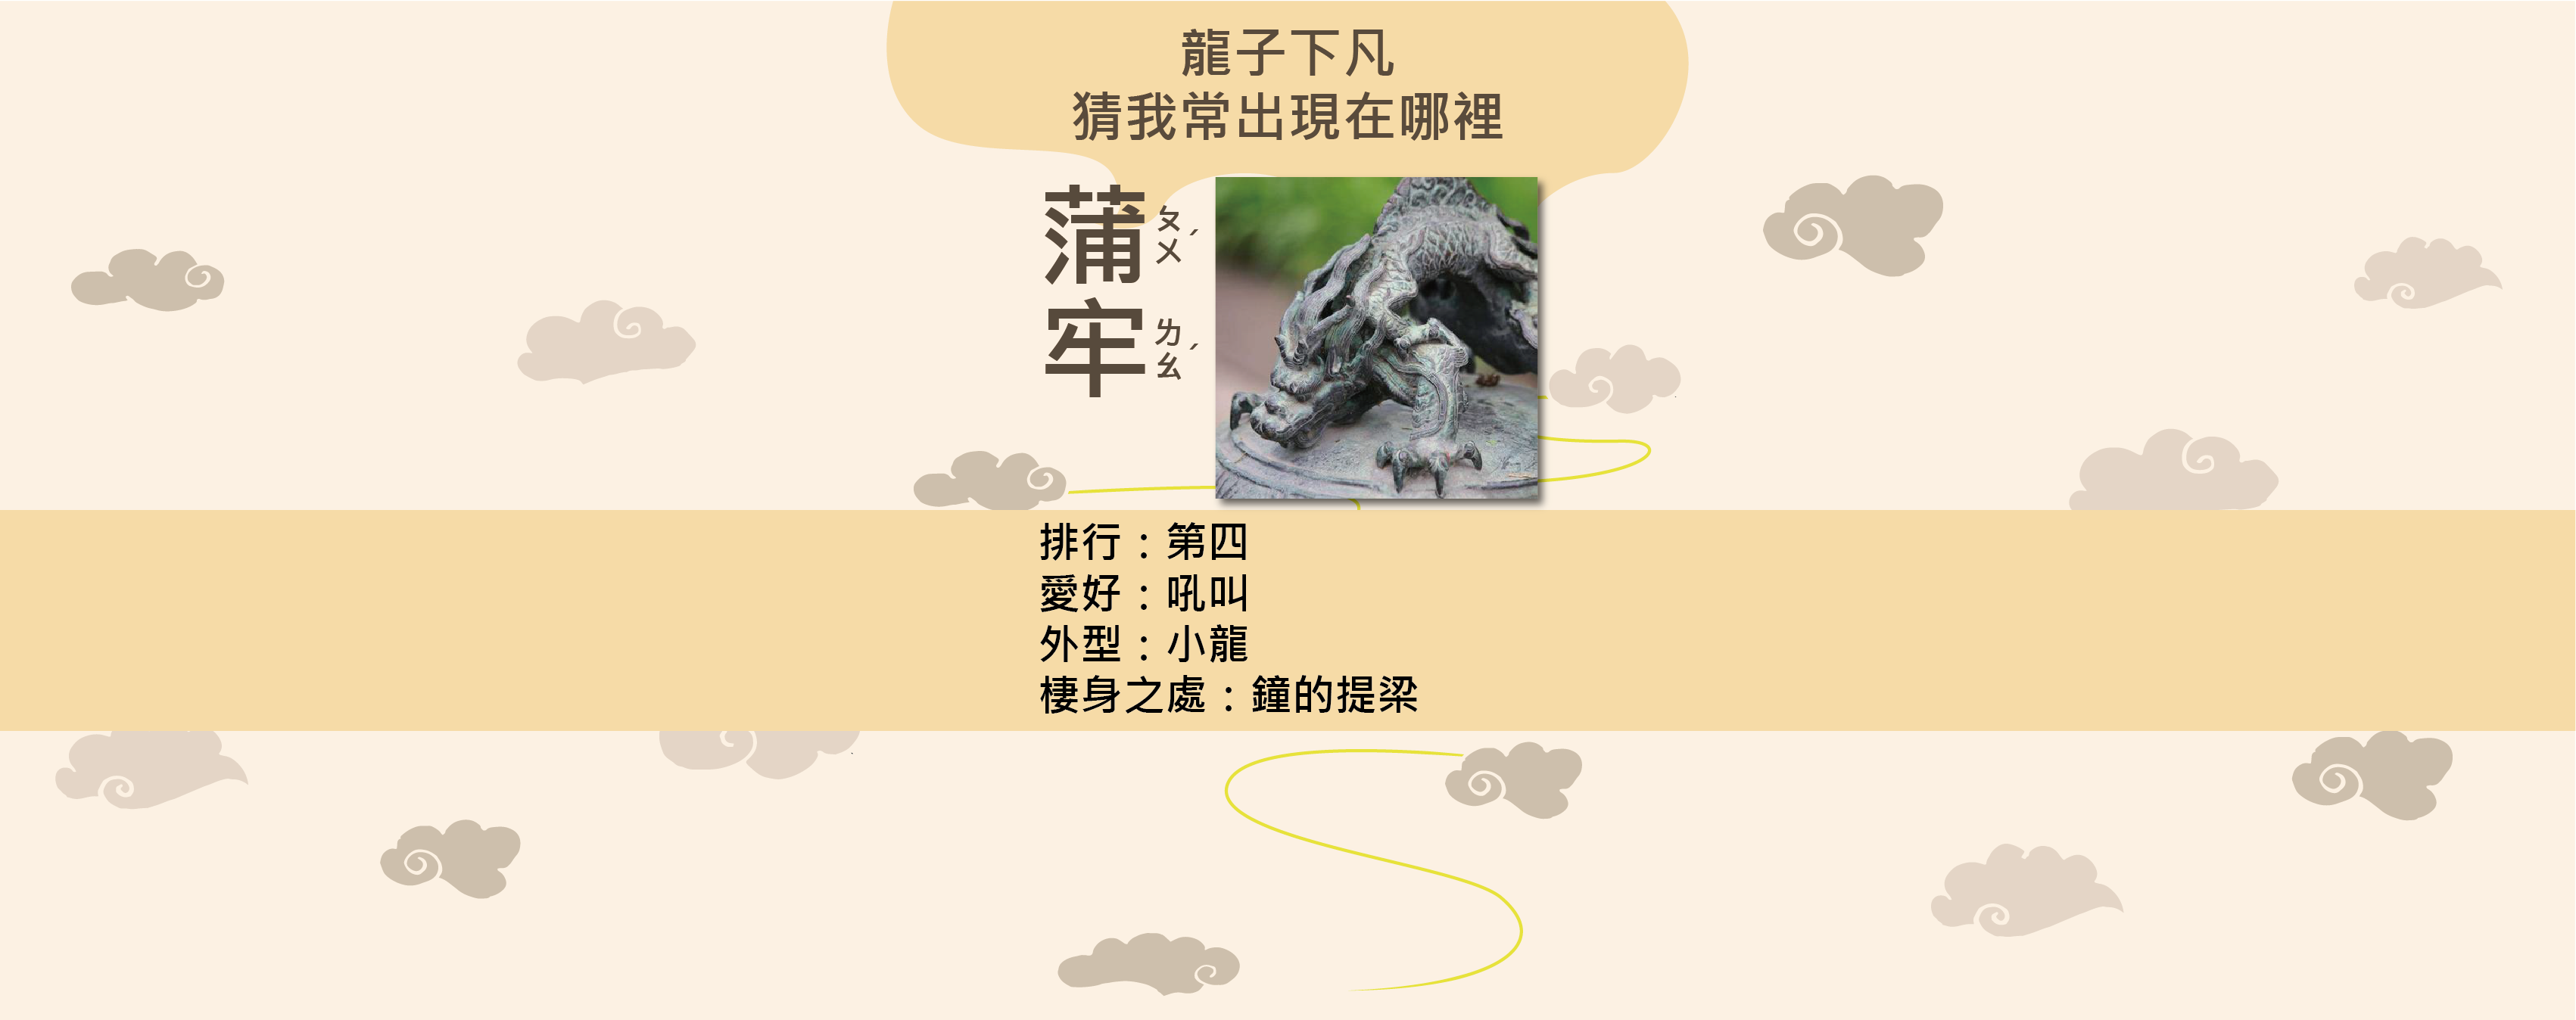 龍子下凡
猜我常出現在哪裡
蒲牢
ㄆㄨˊ
ㄌㄠˊ
排行：第四
愛好：吼叫
外型：小龍
棲身之處：鐘的提梁